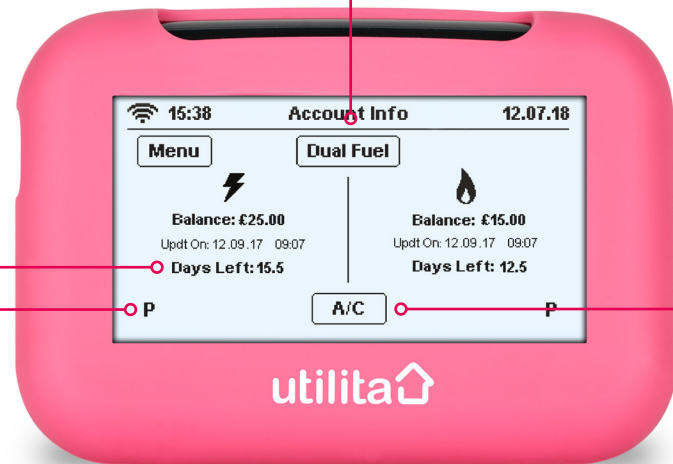 15:38 Account Info 12.07.18
Menu Dual Fuel
Balance: £25.00 Balance: £15.00
Updt On: 12.09.17 09:07 Updt On: 12.09.17 09:07
Days Left: 15.5 Days Left: 12.5
P A/C P
utilita